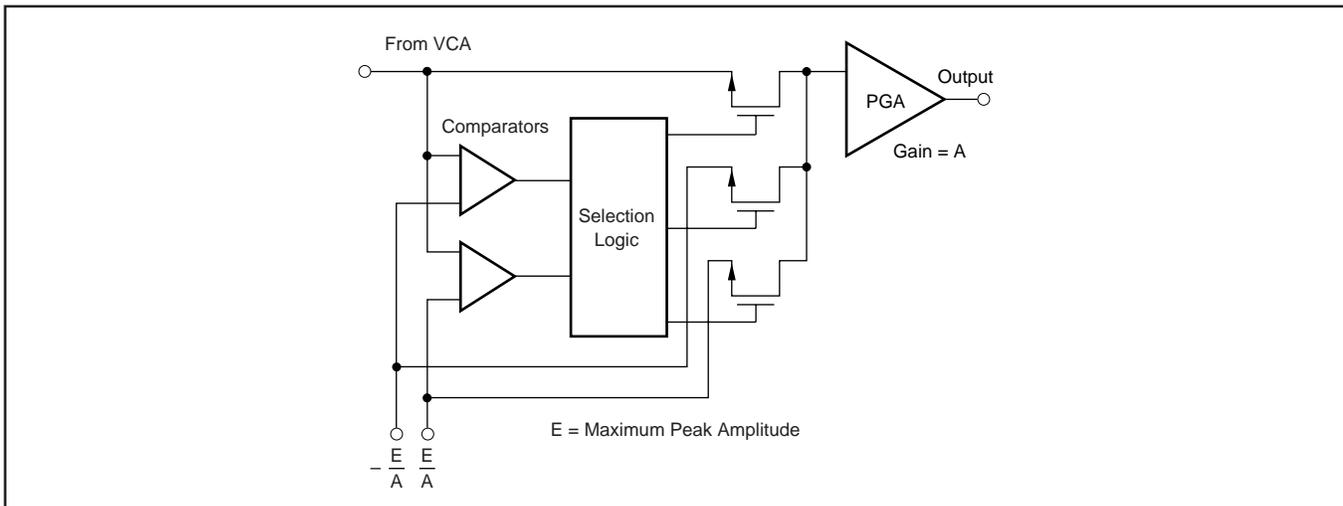 From VCA
Output
PGA
Comparators
Gain = A
Selection
Logic
E = Maximum Peak Amplitude
– E/A E/A